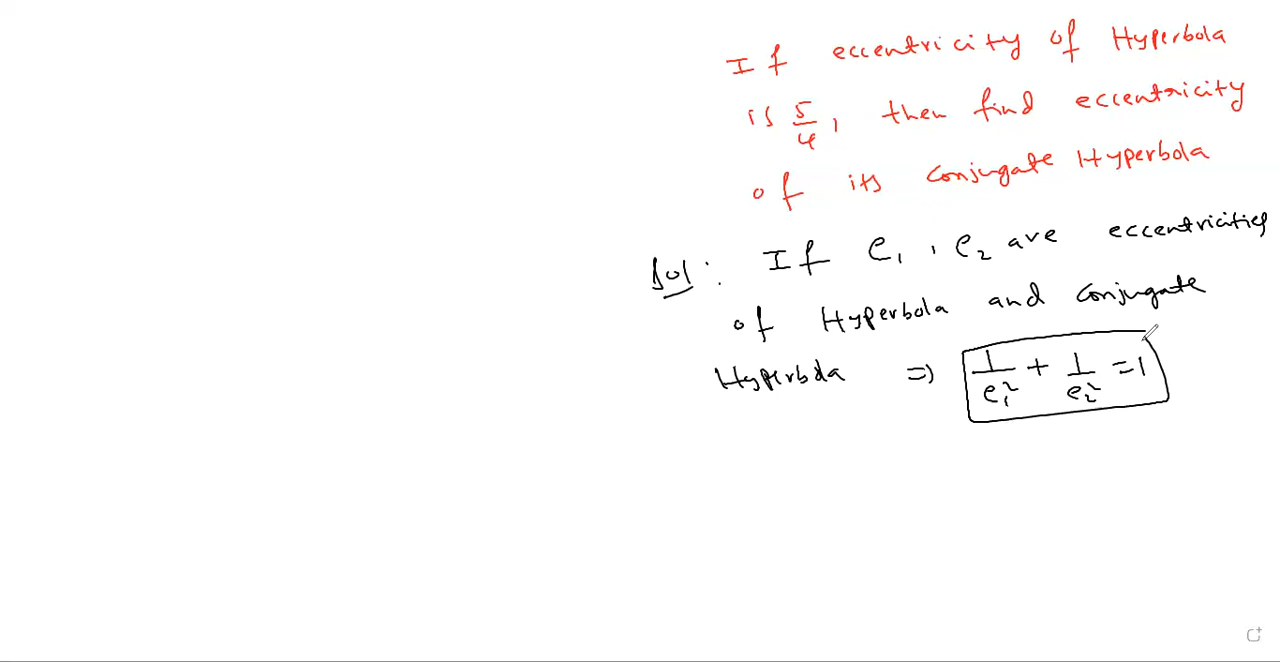 If eccentricity of Hyperbola
is 5/4, then find eccentricity
of its conjugate Hyperbola
Sol: If e₁, e₂ are eccentricities
of Hyperbola and conjugate
Hyperbola ⇒ 1/e₁² + 1/e₂² = 1